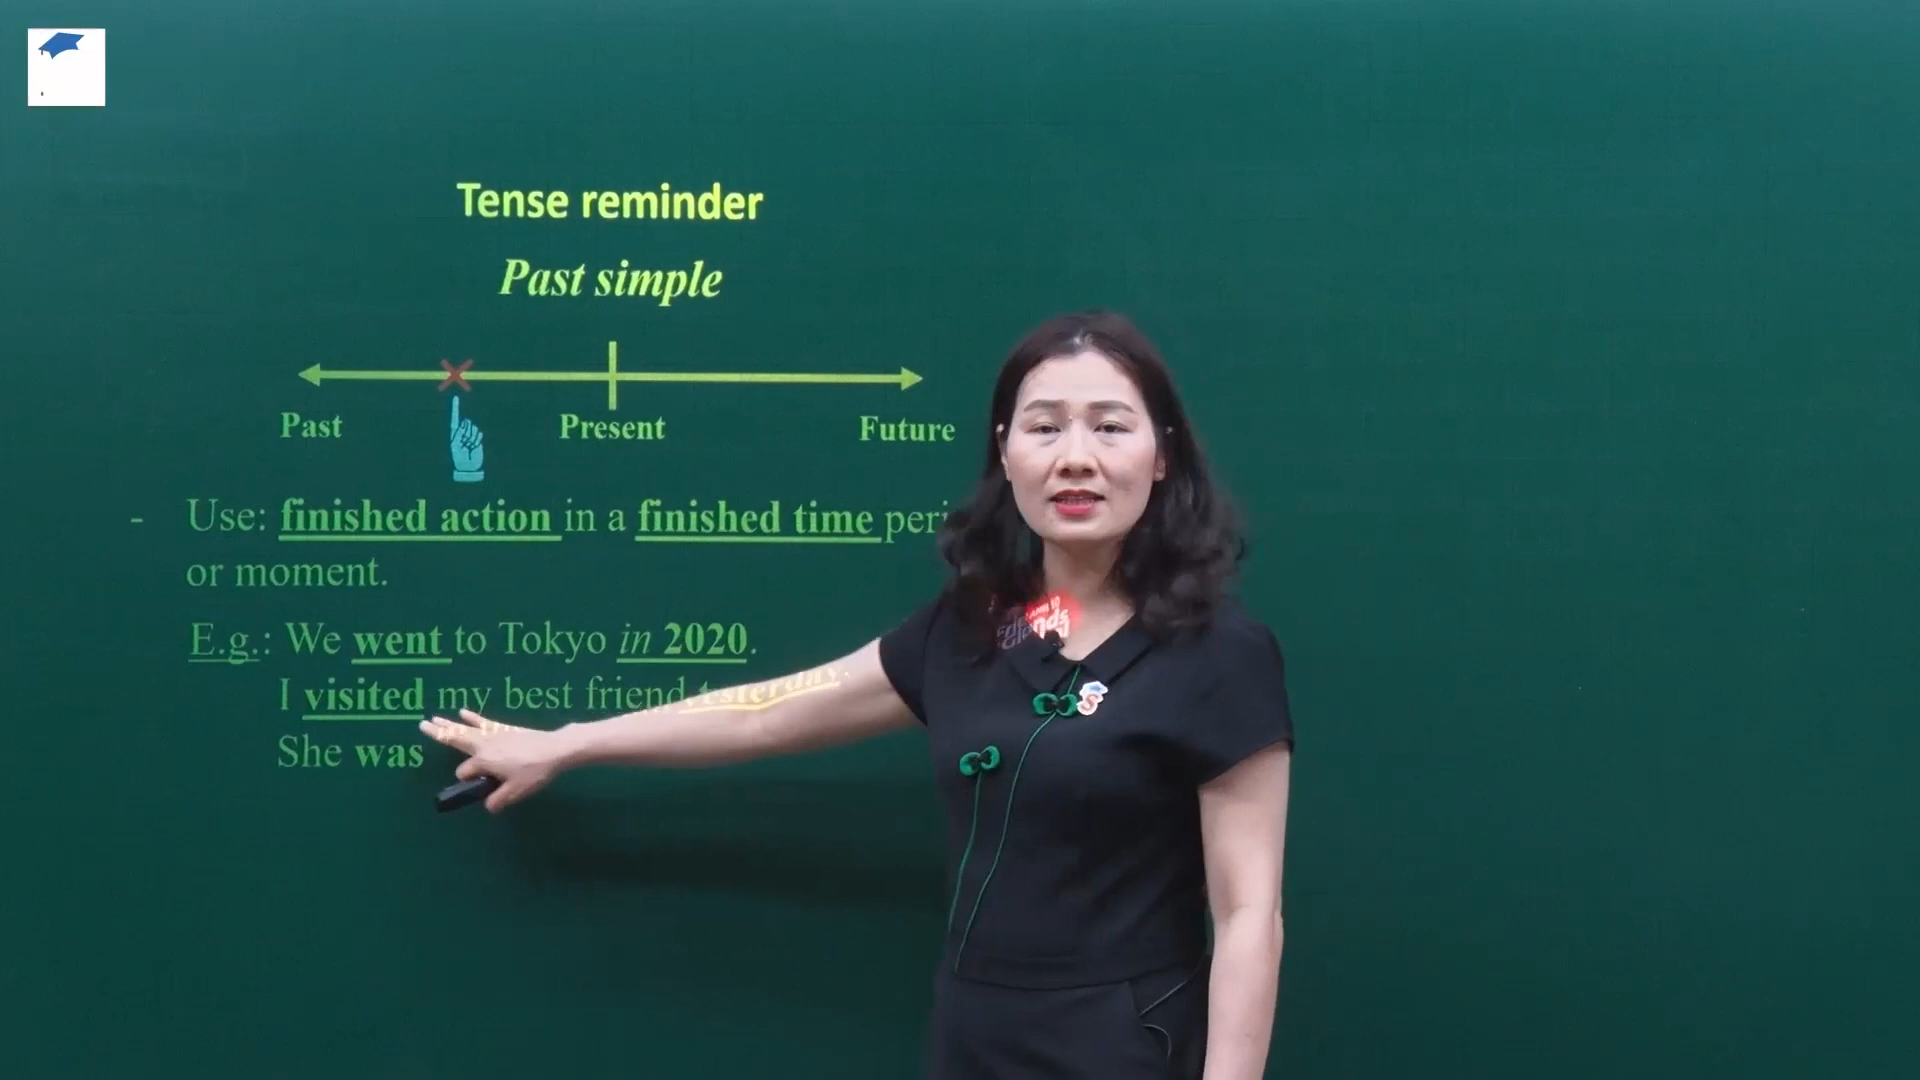 Tense reminder
Past simple
Past Present Future
- Use: finished action in a finished time peri
or moment.
E.g.: We went to Tokyo in 2020.
I visited my best friend yesterday.
She was
S